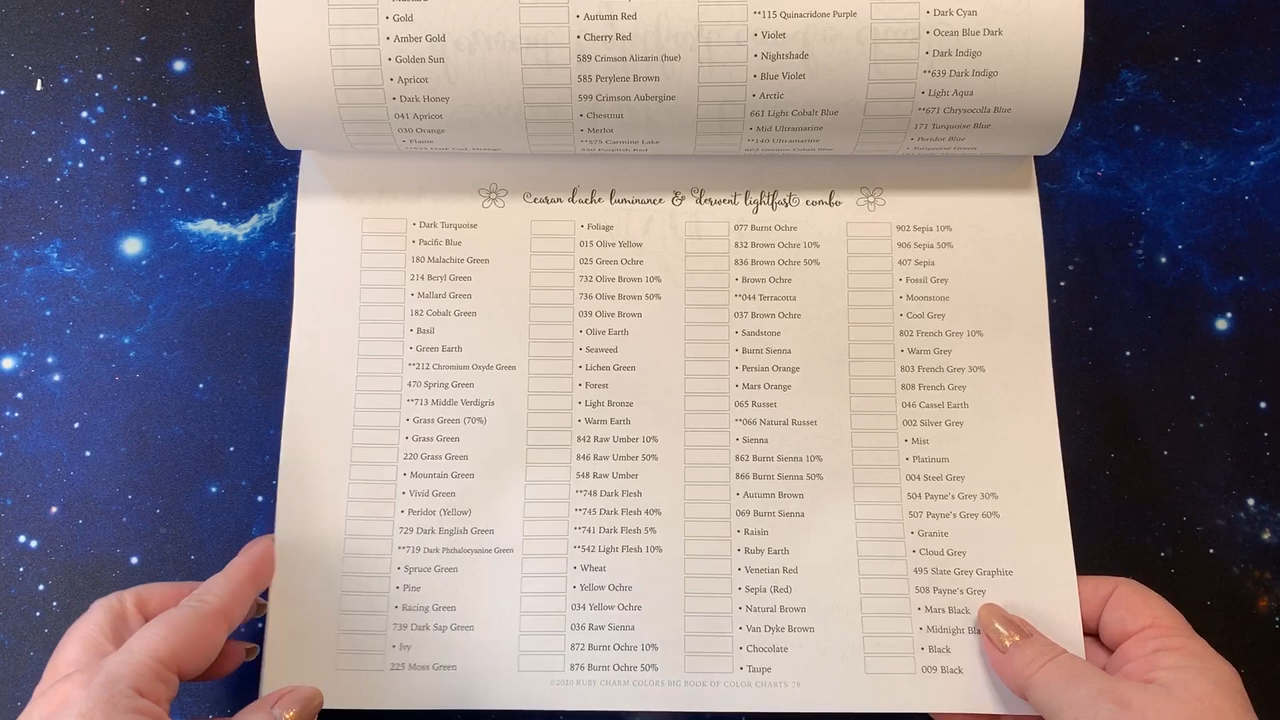 • Gold
• Amber Gold
• Golden Sun
• Apricot
• Dark Honey
041 Apricot
030 Orange
• Flame
• Autumn Red
• Cherry Red
589 Crimson Alizarin (hue)
585 Perylene Brown
599 Crimson Aubergine
• Chestnut
• Merlot
**575 Carmine Lake
350 Purplish Red
**115 Quinacridone Purple
• Violet
• Nightshade
• Blue Violet
• Arctic
661 Light Cobalt Blue
• Mid Ultramarine
**140 Ultramarine
• Dark Cyan
• Ocean Blue Dark
• Dark Indigo
**639 Dark Indigo
• Light Aqua
**671 Chrysocolla Blue
171 Turquoise Blue
• Peridot Blue
• Turquoise Green
caran d'ache luminance & derwent lightfast combo
• Dark Turquoise
• Pacific Blue
180 Malachite Green
214 Beryl Green
• Mallard Green
182 Cobalt Green
• Basil
• Green Earth
**212 Chromium Oxyde Green
470 Spring Green
**713 Middle Verdigris
• Grass Green (70%)
• Grass Green
220 Grass Green
• Mountain Green
• Vivid Green
• Peridot (Yellow)
729 Dark English Green
**719 Dark Phthalocyanine Green
• Spruce Green
• Pine
• Racing Green
739 Dark Sap Green
• Ivy
225 Moss Green
• Foliage
015 Olive Yellow
025 Green Ochre
732 Olive Brown 10%
736 Olive Brown 50%
039 Olive Brown
• Olive Earth
• Seaweed
• Lichen Green
• Forest
• Light Bronze
• Warm Earth
842 Raw Umber 10%
846 Raw Umber 50%
548 Raw Umber
**748 Dark Flesh
**745 Dark Flesh 40%
**741 Dark Flesh 5%
**542 Light Flesh 10%
• Wheat
• Yellow Ochre
034 Yellow Ochre
036 Raw Sienna
872 Burnt Ochre 10%
876 Burnt Ochre 50%
077 Burnt Ochre
832 Brown Ochre 10%
836 Brown Ochre 50%
• Brown Ochre
**044 Terracotta
037 Brown Ochre
• Sandstone
• Burnt Sienna
• Persian Orange
• Mars Orange
065 Russet
**066 Natural Russet
• Sienna
862 Burnt Sienna 10%
866 Burnt Sienna 50%
• Autumn Brown
069 Burnt Sienna
• Raisin
• Ruby Earth
• Venetian Red
• Sepia (Red)
• Natural Brown
• Van Dyke Brown
• Chocolate
• Taupe
902 Sepia 10%
906 Sepia 50%
407 Sepia
• Fossil Grey
• Moonstone
• Cool Grey
802 French Grey 10%
• Warm Grey
803 French Grey 30%
808 French Grey
046 Cassel Earth
002 Silver Grey
• Mist
• Platinum
004 Steel Grey
504 Payne's Grey 30%
507 Payne's Grey 60%
• Granite
• Cloud Grey
495 Slate Grey Graphite
508 Payne's Grey
• Mars Black
• Midnight Bla
• Black
009 Black
©2020 RUBY CHARM COLORS BIG BOOK OF COLOR CHARTS 78